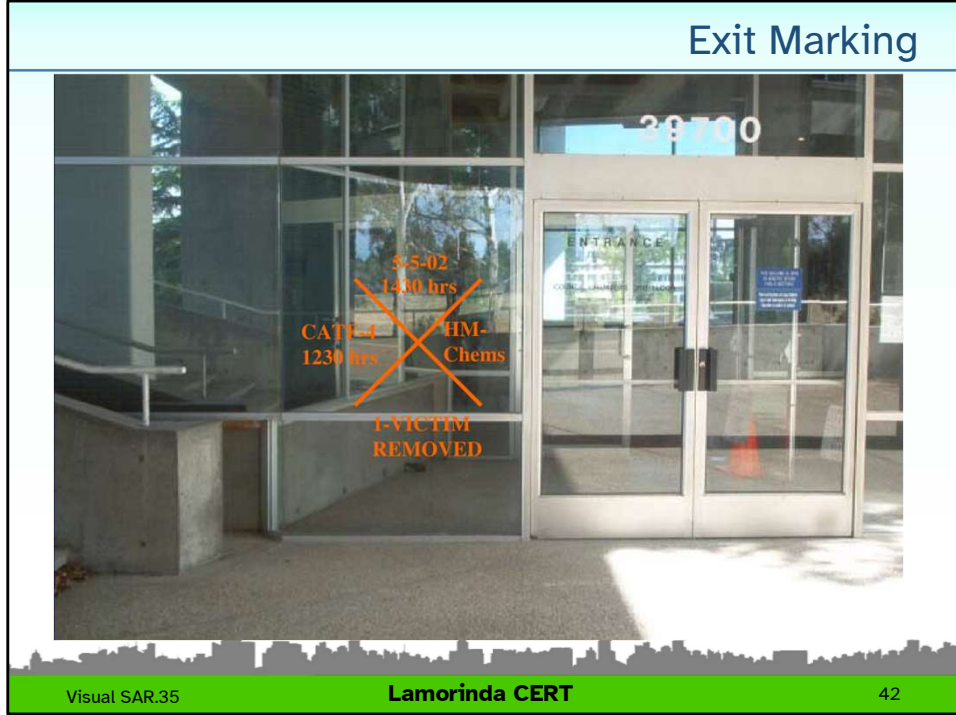 Exit Marking
39700
ENTRANCE
5-5-02
1430 hrs
CATF-4
1230 hrs
HM-
Chems
1-VICTIM
REMOVED
Visual SAR.35
Lamorinda CERT
42